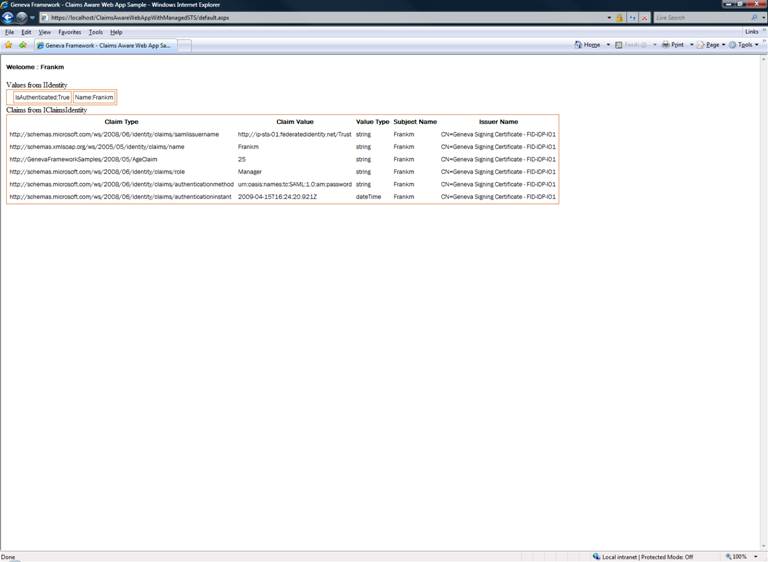 Geneva Framework - Claims Aware Web App Sample - Windows Internet Explorer
https://localhost/ClaimsAwareWebAppWithManagedSTS/default.aspx
Live Search
File Edit View Favorites Tools Help
Links
Geneva Framework - Claims Aware Web App Sa...
Home Feeds (J) Print Page Tools
Welcome : Frankm
Values from IIdentity
IsAuthenticated:True Name:Frankm
Claims from IClaimsIdentity
Claim Type Claim Value Value Type Subject Name Issuer Name
http://schemas.microsoft.com/ws/2008/06/identity/claims/samlissuername http://ip-sts-01.federatedidentity.net/Trust string Frankm CN=Geneva Signing Certificate - FID-IDP-IO1
http://schemas.xmlsoap.org/ws/2005/05/identity/claims/name Frankm string Frankm CN=Geneva Signing Certificate - FID-IDP-IO1
http://GenevaFrameworkSamples/2008/05/AgeClaim 25 string Frankm CN=Geneva Signing Certificate - FID-IDP-IO1
http://schemas.microsoft.com/ws/2008/06/identity/claims/role Manager string Frankm CN=Geneva Signing Certificate - FID-IDP-IO1
http://schemas.microsoft.com/ws/2008/06/identity/claims/authenticationmethod urn:oasis:names:tc:SAML:1.0:am:password string Frankm CN=Geneva Signing Certificate - FID-IDP-IO1
http://schemas.microsoft.com/ws/2008/06/identity/claims/authenticationinstant 2009-04-15T16:24:20.921Z dateTime Frankm CN=Geneva Signing Certificate - FID-IDP-IO1
Done
Local intranet | Protected Mode: Off
100%